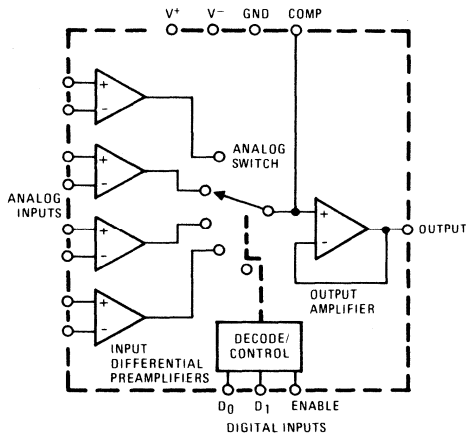 V+ V- GND COMP
+
-
ANALOG
SWITCH
+
-
ANALOG
INPUTS
+
-
+
-
OUTPUT
+
-
OUTPUT
AMPLIFIER
INPUT
DIFFERENTIAL
PREAMPLIFIERS
DECODE/
CONTROL
D0 D1 ENABLE
DIGITAL INPUTS